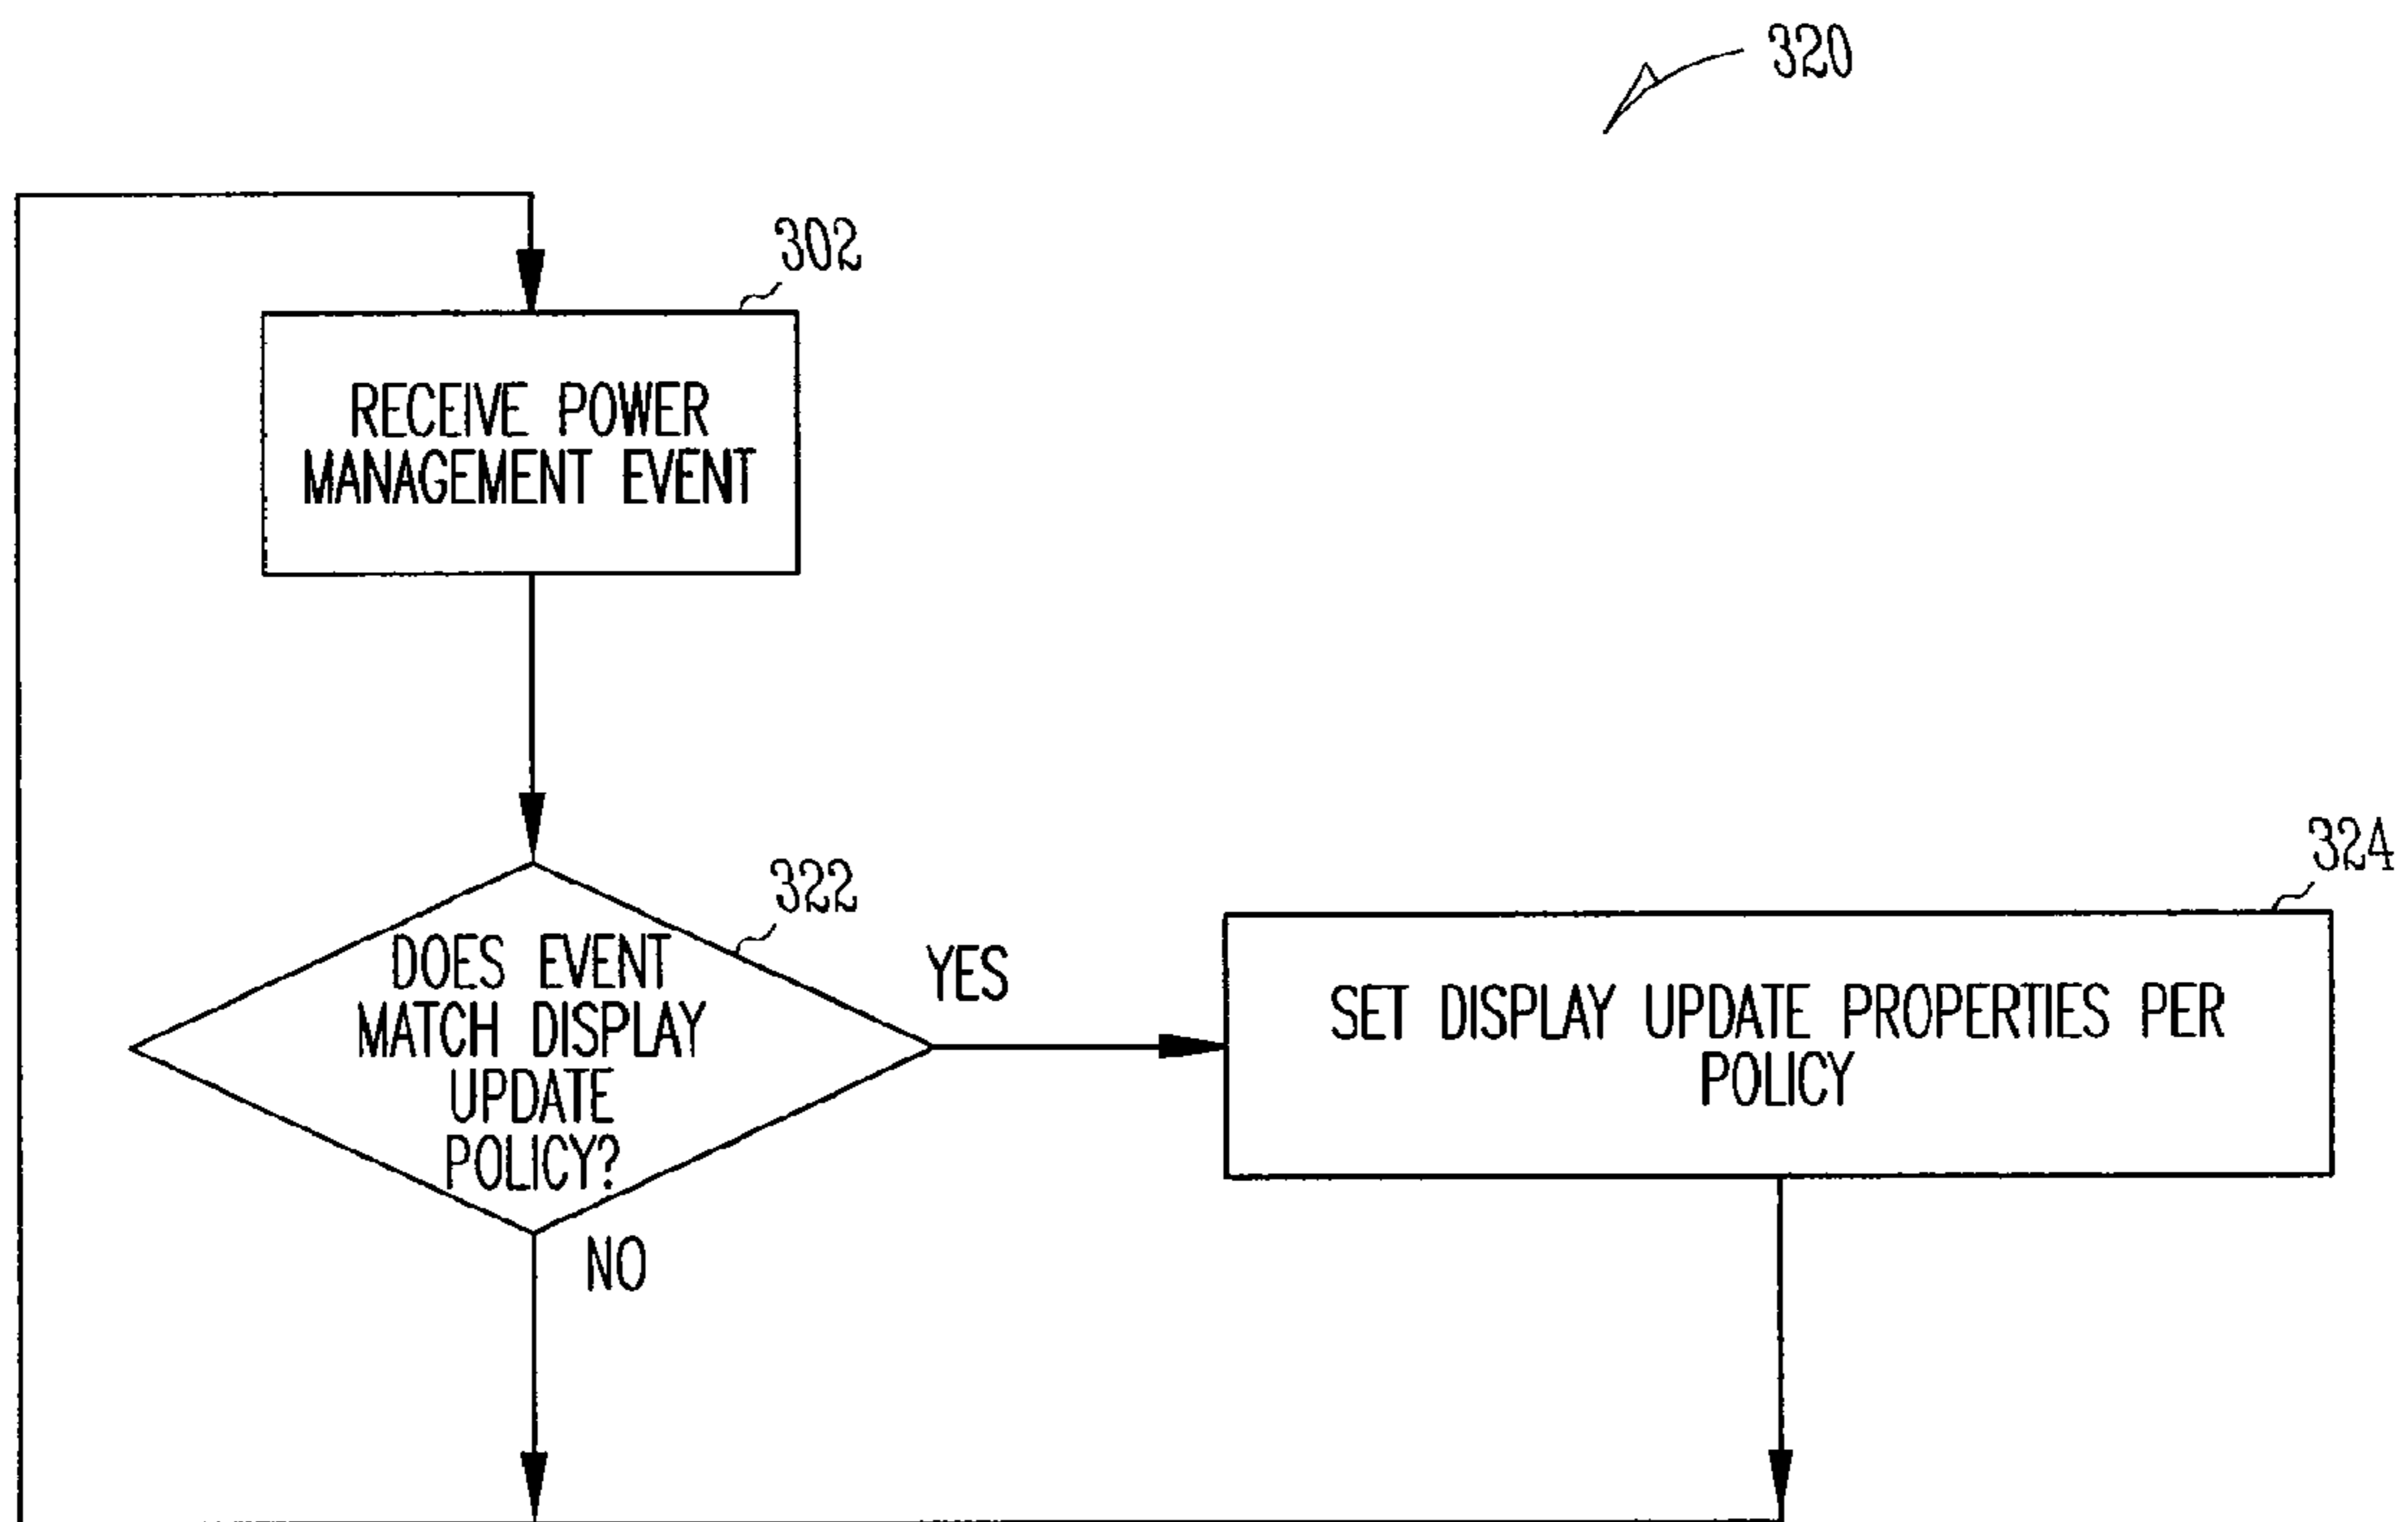 320
302
RECEIVE POWER
MANAGEMENT EVENT
322
DOES EVENT
MATCH DISPLAY
UPDATE
POLICY?
YES
NO
324
SET DISPLAY UPDATE PROPERTIES PER
POLICY